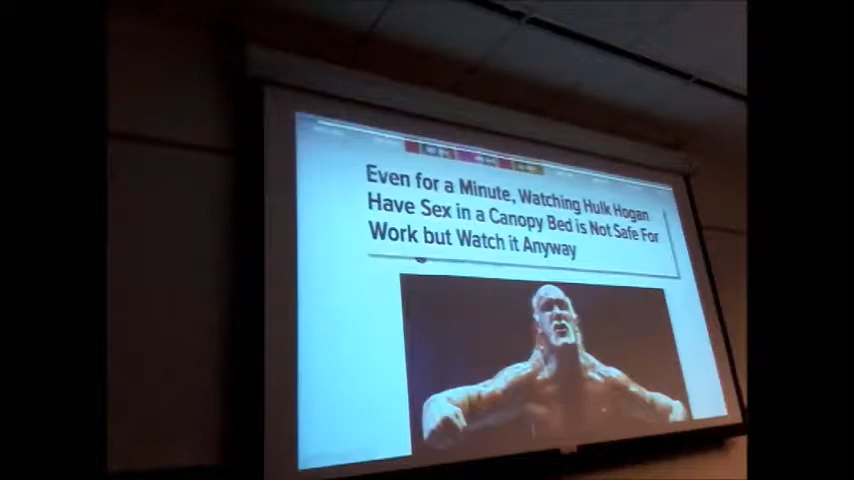 Even for a Minute, Watching Hulk Hogan
Have Sex in a Canopy Bed is Not Safe For
Work but Watch it Anyway